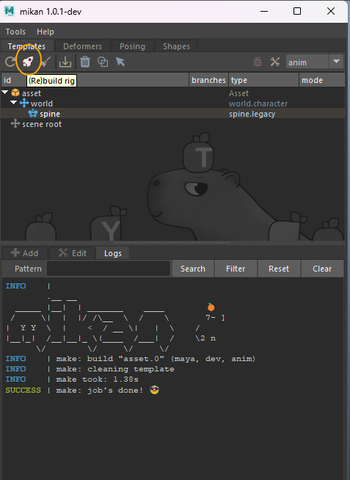 mikan 1.0.1-dev
Tools Help
Templates Deformers Posing Shapes
anim
id branches type mode
(Re)build rig
asset Asset
world world.character
spine spine.legacy
scene root
T
Y
Add Edit Logs
Pattern Search Filter Reset Clear
INFO |
INFO | make: build "asset.0" (maya, dev, anim)
INFO | make: cleaning template
INFO | make took: 1.38s
SUCCESS | make: job's done! 😎